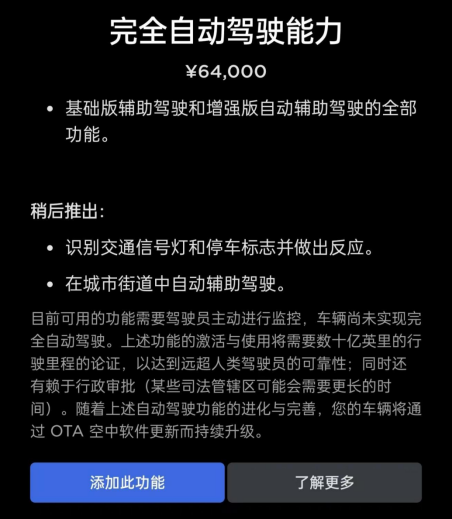 完全自动驾驶能力
¥64,000
• 基础版辅助驾驶和增强版自动辅助驾驶的全部
功能。
稍后推出：
• 识别交通信号灯和停车标志并做出反应。
• 在城市街道中自动辅助驾驶。
目前可用的功能需要驾驶员主动进行监控，车辆尚未实现完
全自动驾驶。上述功能的激活与使用将需要数十亿英里的行
驶里程的论证，以达到远超人类驾驶员的可靠性；同时还
有赖于行政审批（某些司法管辖区可能会需要更长的时
间）。随着上述自动驾驶功能的进化与完善，您的车辆将通
过 OTA 空中软件更新而持续升级。
添加此功能
了解更多